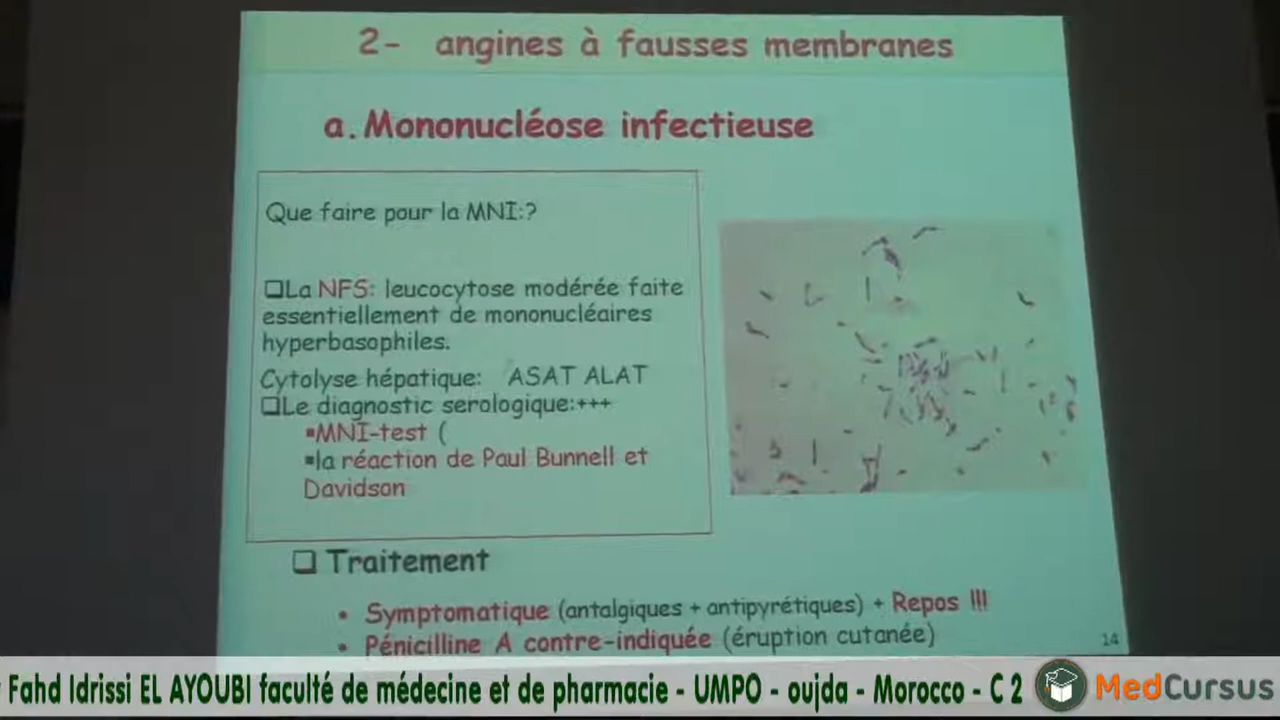 2- angines à fausses membranes
a. Mononucléose infectieuse
Que faire pour la MNI:?
❑La NFS: leucocytose modérée faite
essentiellement de mononucléaires
hyperbasophiles.
Cytolyse hépatique: ASAT ALAT
❑Le diagnostic serologique:+++
▪MNI-test (
▪la réaction de Paul Bunnell et
Davidson
❑ Traitement
• Symptomatique (antalgiques + antipyrétiques) + Repos !!!
• Pénicilline A contre-indiquée (éruption cutanée)
14
Fahd Idrissi EL AYOUBI faculté de médecine et de pharmacie - UMPO - oujda - Morocco - C 2
MedCursus